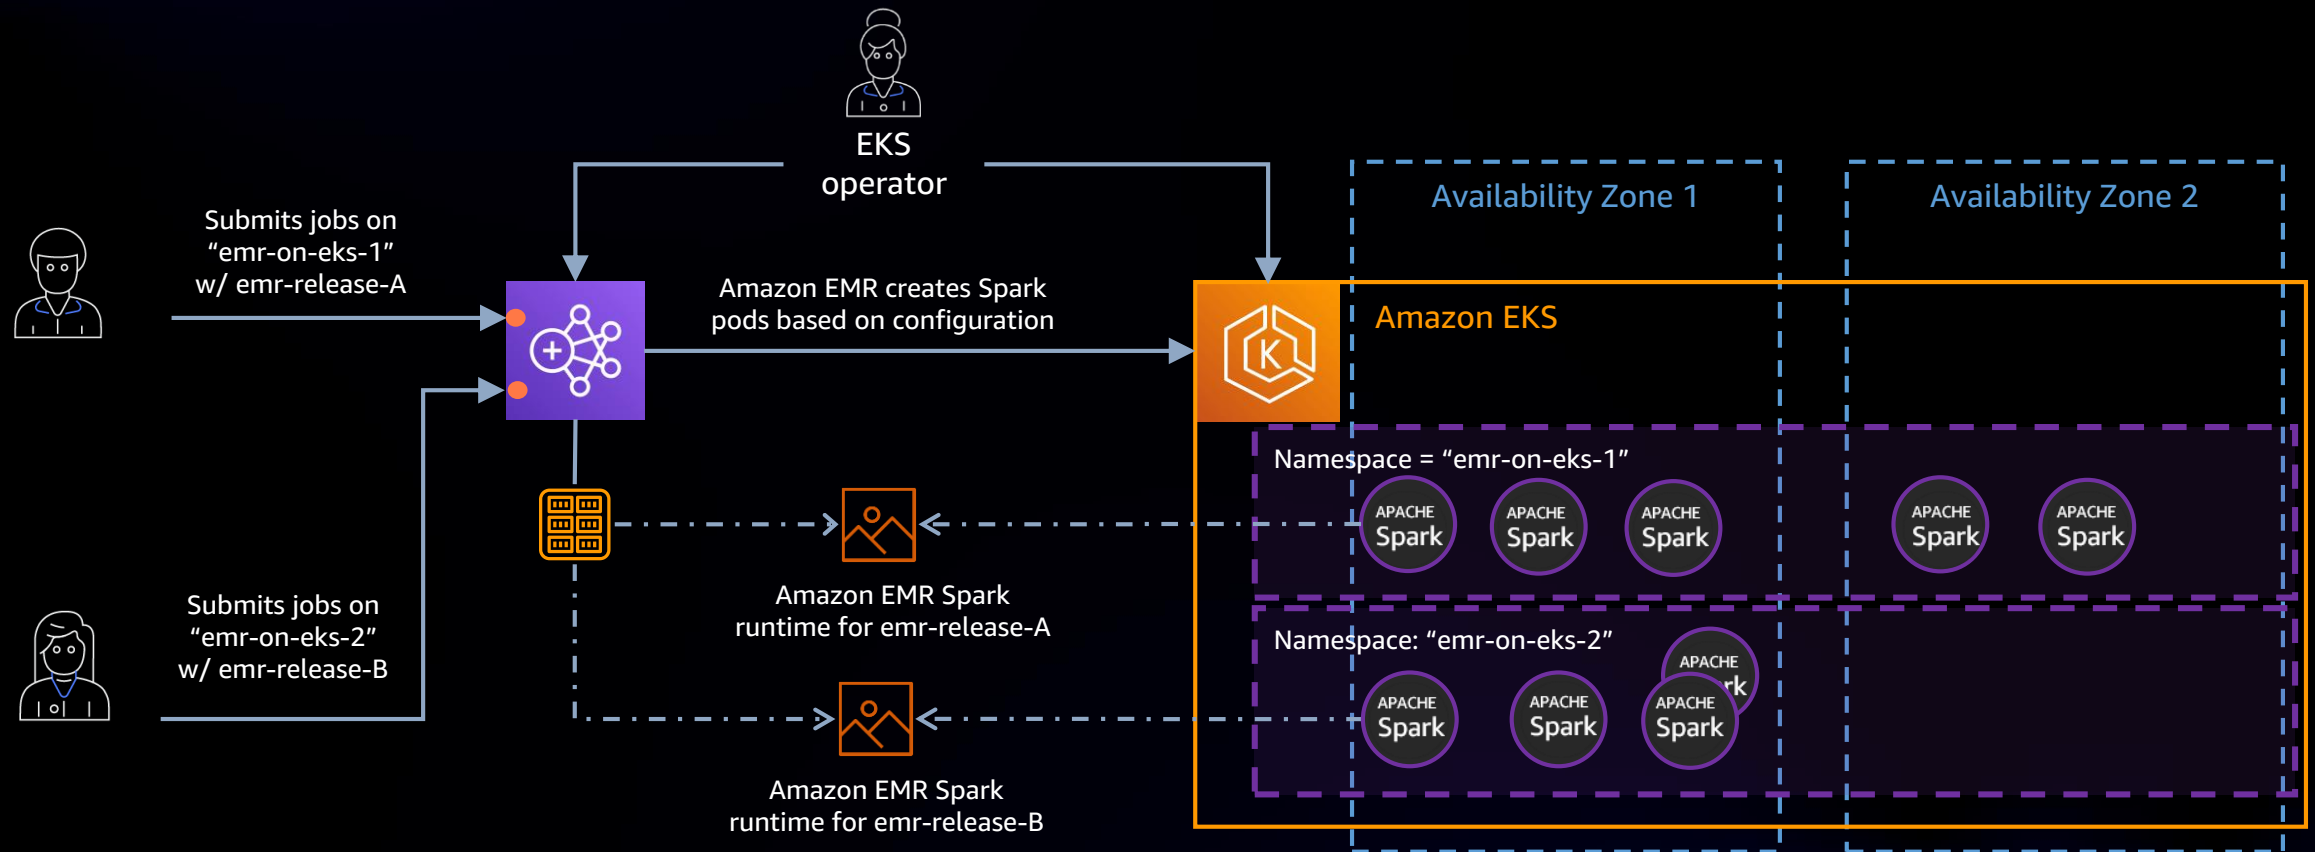 EKS
operator
Submits jobs on
“emr-on-eks-1”
w/ emr-release-A
Amazon EMR creates Spark
pods based on configuration
Availability Zone 1
Availability Zone 2
K
Amazon EKS
Namespace = “emr-on-eks-1”
APACHE
Spark
APACHE
Spark
APACHE
Spark
APACHE
Spark
APACHE
Spark
Amazon EMR Spark
runtime for emr-release-A
Submits jobs on
“emr-on-eks-2”
w/ emr-release-B
Namespace: “emr-on-eks-2”
APACHE
rk
APACHE
Spark
APACHE
Spark
APACHE
Spark
Amazon EMR Spark
runtime for emr-release-B